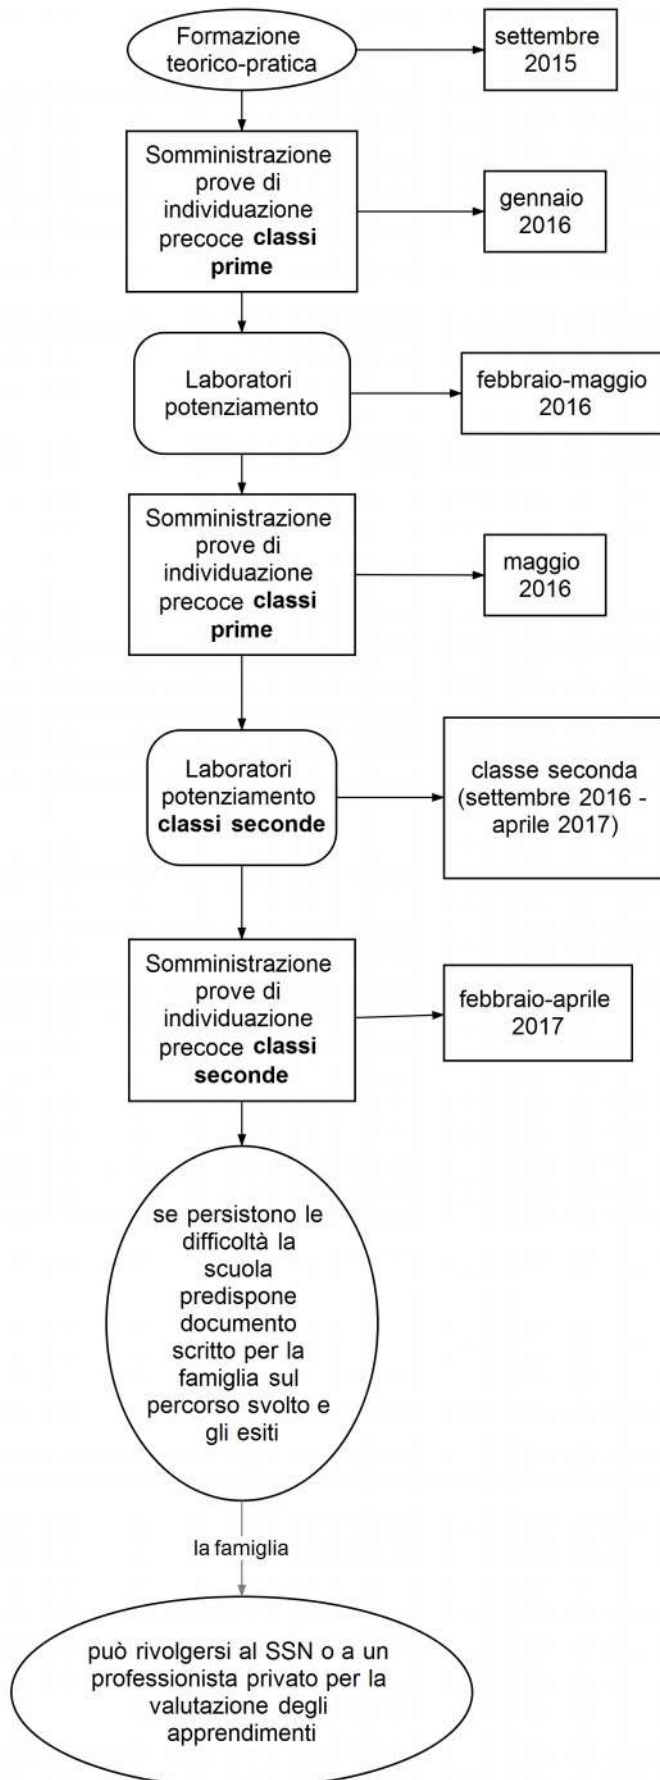 Formazione
teorico-pratica
settembre
2015
Somministrazione
prove di
individuazione
precoce classi
prime
gennaio
2016
Laboratori
potenziamento
febbraio-maggio
2016
Somministrazione
prove di
individuazione
precoce classi
prime
maggio
2016
Laboratori
potenziamento
classi seconde
classe seconda
(settembre 2016 -
aprile 2017)
Somministrazione
prove di
individuazione
precoce classi
seconde
febbraio-aprile
2017
se persistono le
difficoltà la
scuola
predispone
documento
scritto per la
famiglia sul
percorso svolto e
gli esiti
la famiglia
può rivolgersi al SSN o a un
professionista privato per la
valutazione degli
apprendimenti